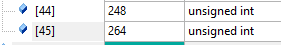 [44] 248 unsigned int
[45] 264 unsigned int